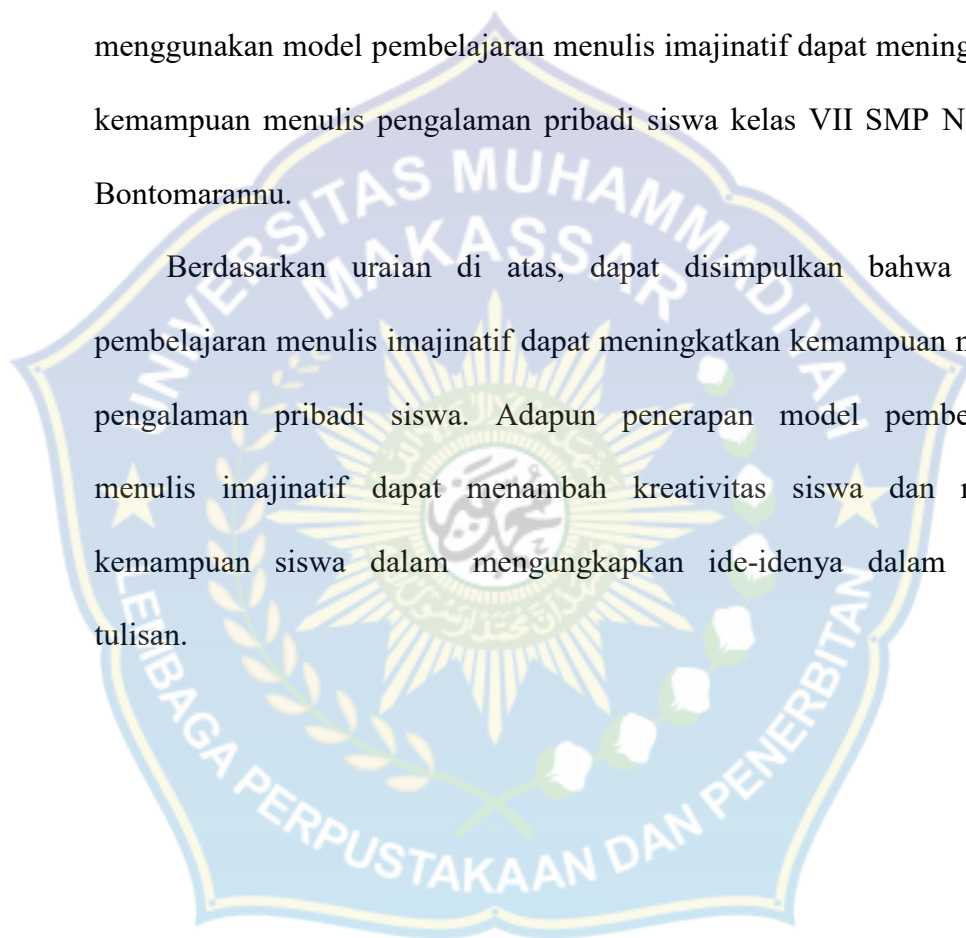 menggunakan model pembelajaran menulis imajinatif dapat mening
kemampuan menulis pengalaman pribadi siswa kelas VII SMP N
Bontomarannu.
Berdasarkan uraian di atas, dapat disimpulkan bahwa
pembelajaran menulis imajinatif dapat meningkatkan kemampuan
pengalaman pribadi siswa. Adapun penerapan model pembe
menulis imajinatif dapat menambah kreativitas siswa dan
kemampuan siswa dalam mengungkapkan ide-idenya dalam
tulisan.
UNIVERSITAS MUHAMMADIYAH
MAKASSAR
LEMBAGA PERPUSTAKAAN DAN PENERBITAN